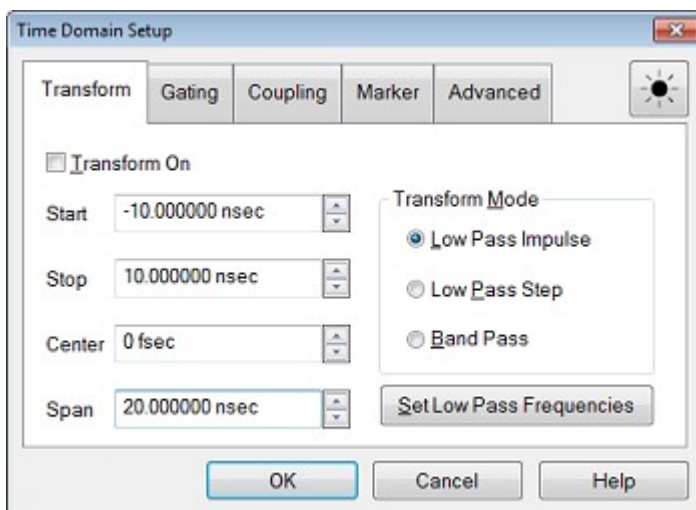 Time Domain Setup
Transform Gating Coupling Marker Advanced
Transform On
Start -10.000000 nsec
Stop 10.000000 nsec
Center 0 fsec
Span 20.000000 nsec
Transform Mode
Low Pass Impulse
Low Pass Step
Band Pass
Set Low Pass Frequencies
OK Cancel Help